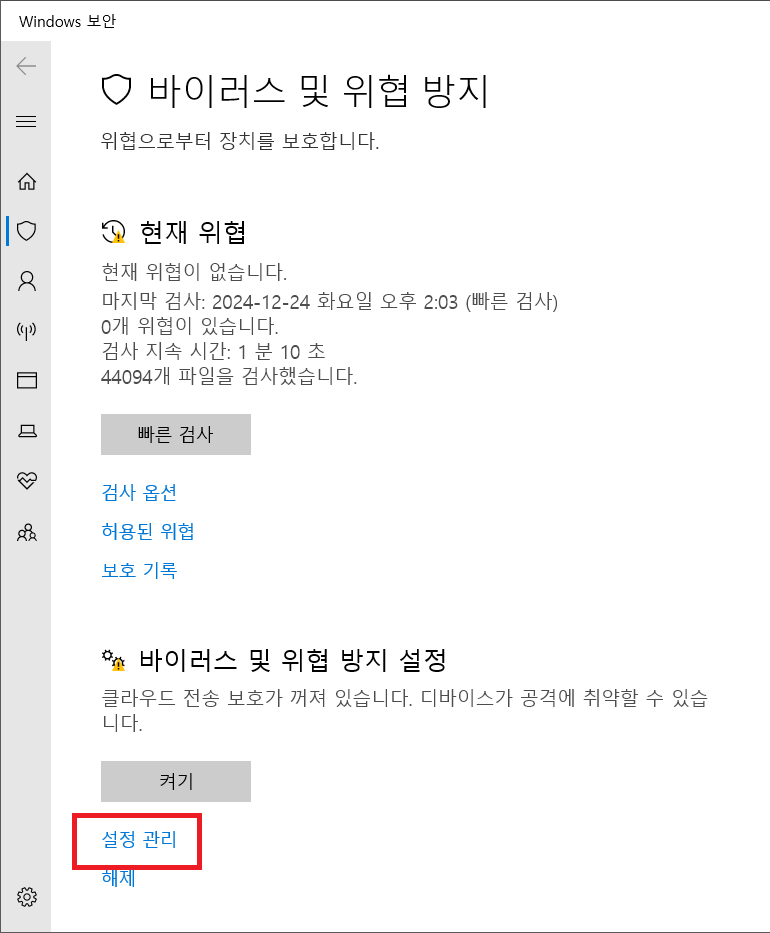 Windows 보안
바이러스 및 위협 방지
위협으로부터 장치를 보호합니다.
현재 위협
현재 위협이 없습니다.
마지막 검사: 2024-12-24 화요일 오후 2:03 (빠른 검사)
0개 위협이 있습니다.
검사 지속 시간: 1 분 10 초
44094개 파일을 검사했습니다.
빠른 검사
검사 옵션
허용된 위협
보호 기록
바이러스 및 위협 방지 설정
클라우드 전송 보호가 꺼져 있습니다. 디바이스가 공격에 취약할 수 있습
니다.
켜기
설정 관리
해제